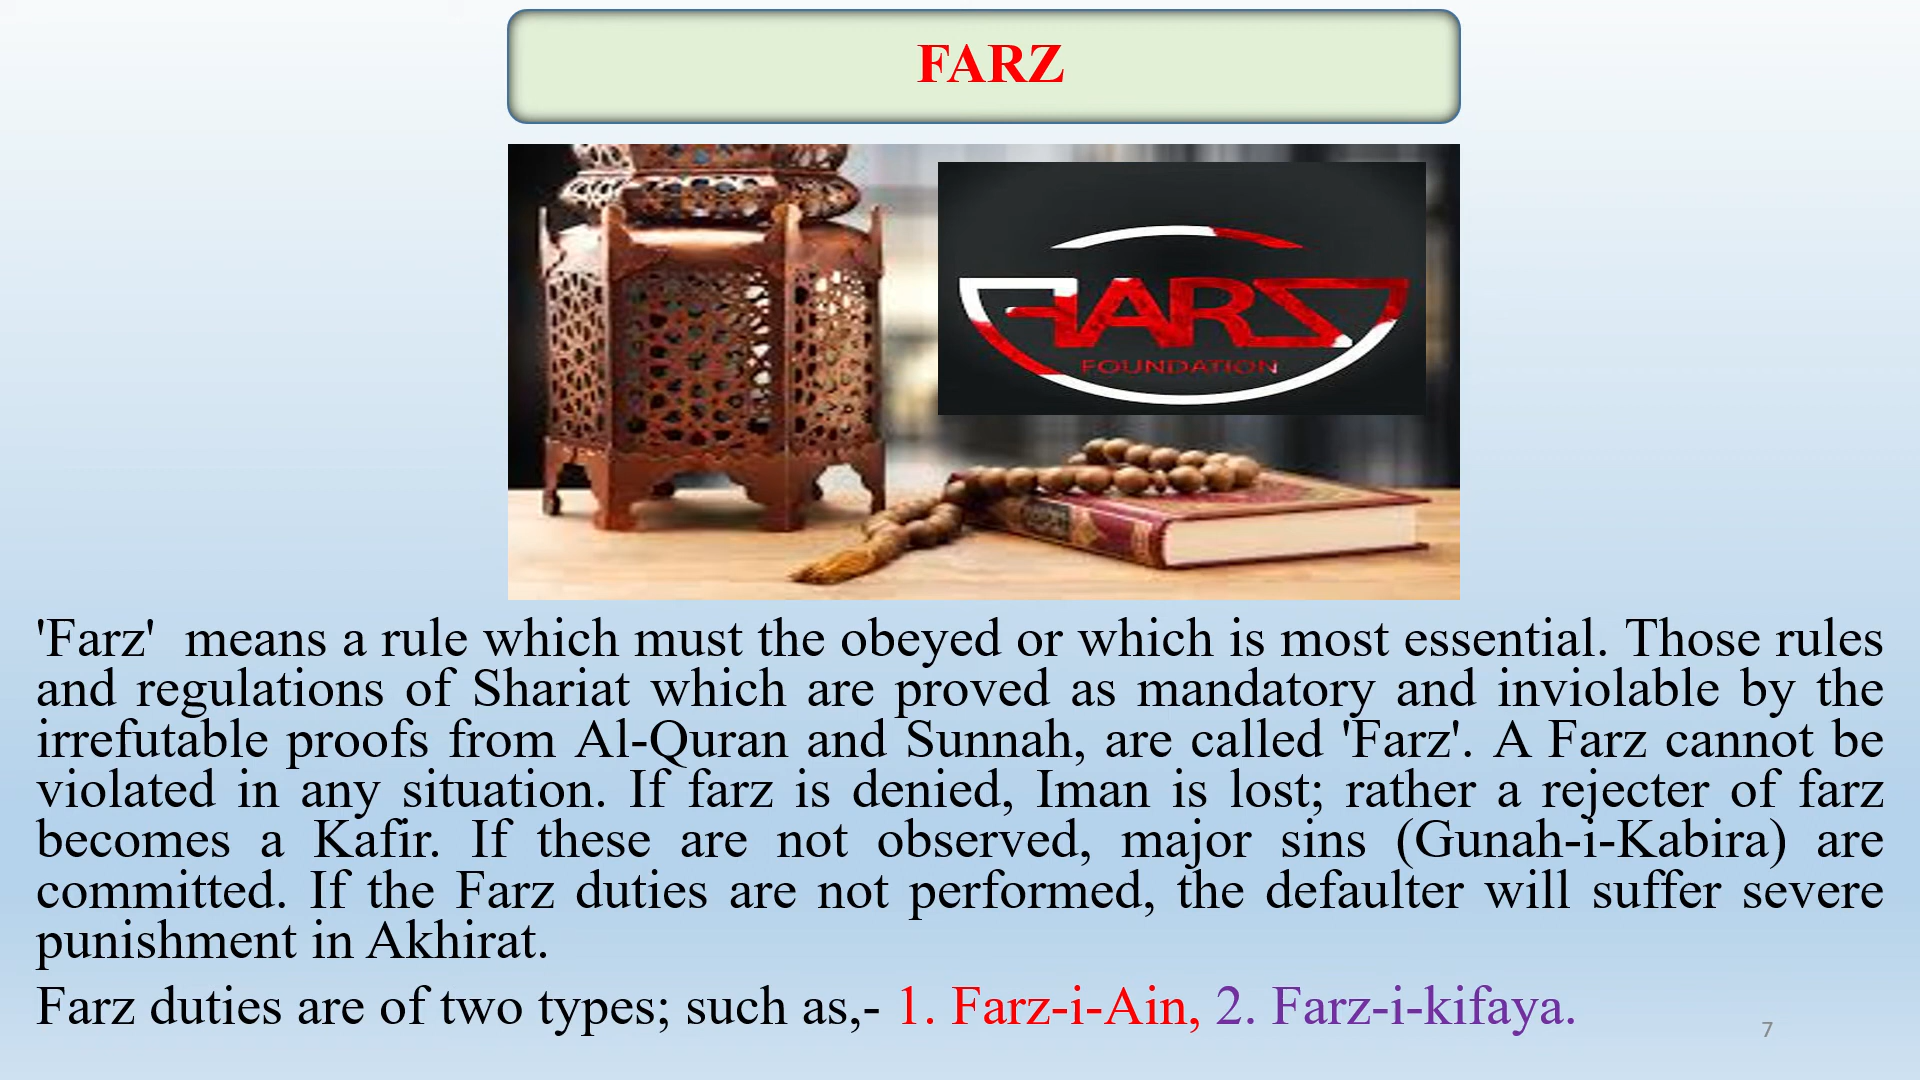 FARZ
FARZ
FOUNDATION
'Farz'  means a rule which must the obeyed or which is most essential. Those rules
and regulations of Shariat which are proved as mandatory and inviolable by the
irrefutable proofs from Al-Quran and Sunnah, are called 'Farz'. A Farz cannot be
violated in any situation. If farz is denied, Iman is lost; rather a rejecter of farz
becomes a Kafir. If these are not observed, major sins (Gunah-i-Kabira) are
committed. If the Farz duties are not performed, the defaulter will suffer severe
punishment in Akhirat.
Farz duties are of two types; such as,- 1. Farz-i-Ain, 2. Farz-i-kifaya.
7